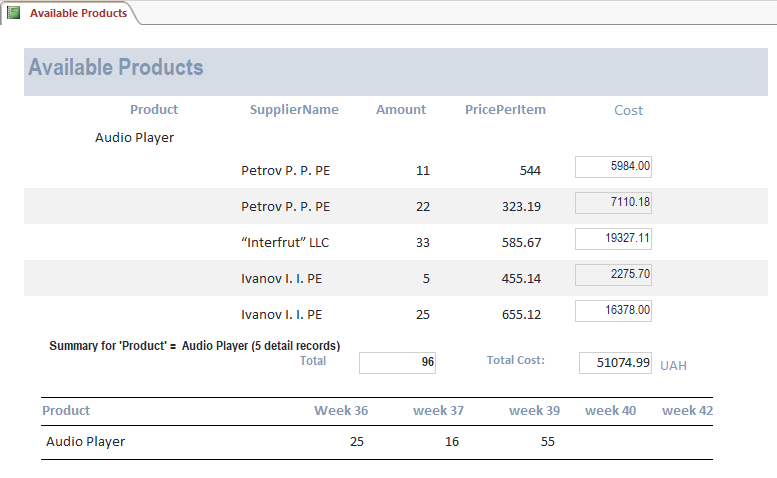 Available Products
Available Products
Product SupplierName Amount PricePerItem Cost
Audio Player
Petrov P. P. PE 11 544 5984.00
Petrov P. P. PE 22 323.19 7110.18
“Interfrut” LLC 33 585.67 19327.11
Ivanov I. I. PE 5 455.14 2275.70
Ivanov I. I. PE 25 655.12 16378.00
Summary for 'Product' = Audio Player (5 detail records)
Total 96 Total Cost: 51074.99 UAH
Product Week 36 week 37 week 39 week 40 week 42
Audio Player 25 16 55